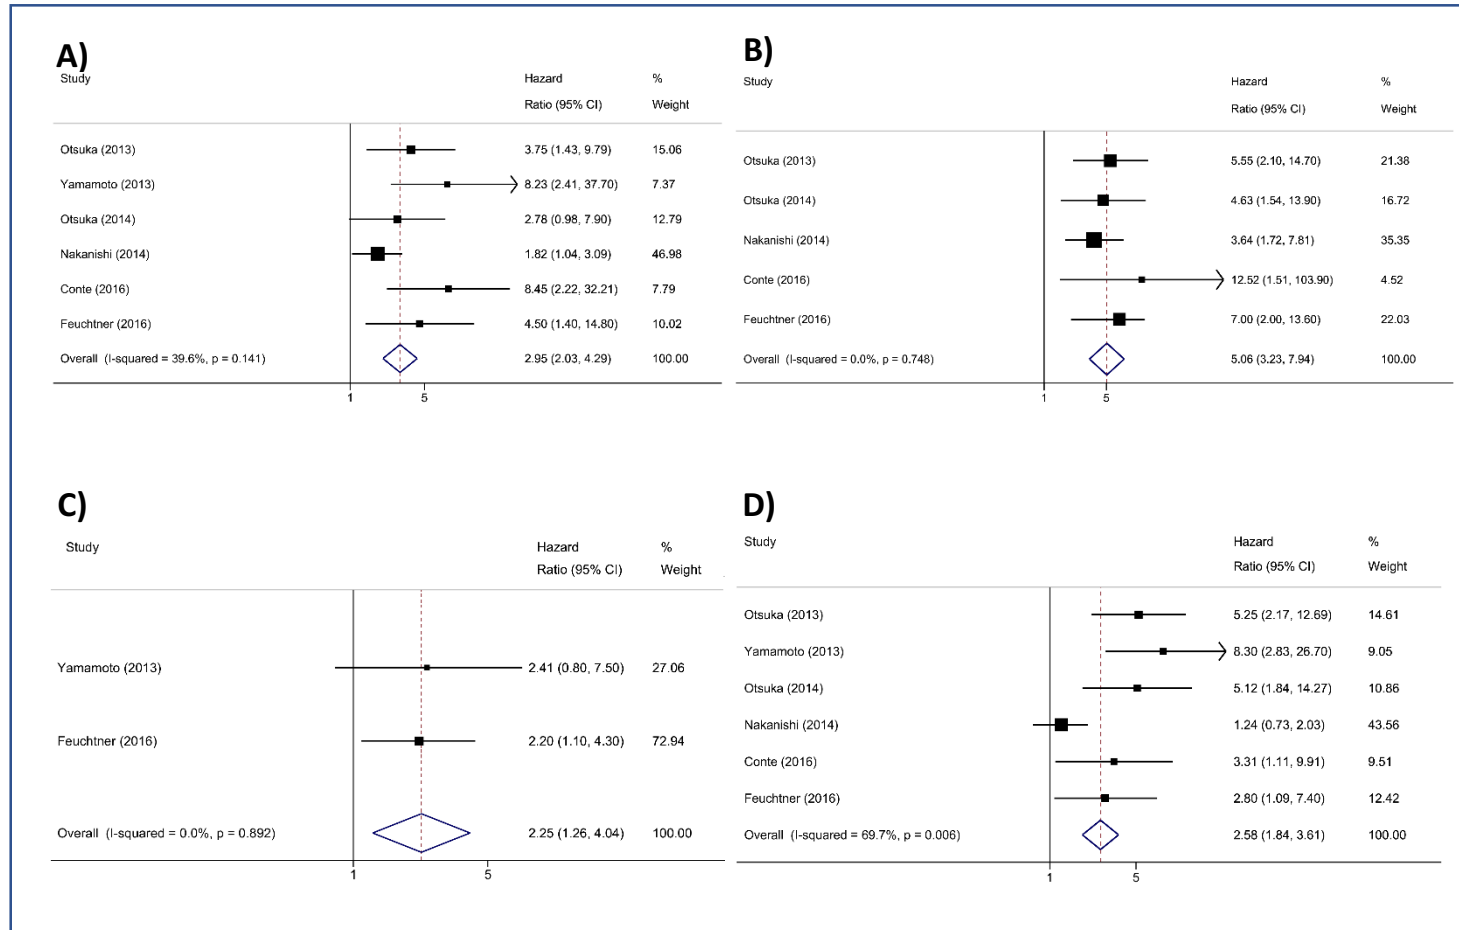 A)
Study Hazard %
Ratio (95% CI) Weight
Otsuka (2013) 3.75 (1.43, 9.79) 15.06
Yamamoto (2013) 8.23 (2.41, 37.70) 7.37
Otsuka (2014) 2.78 (0.98, 7.90) 12.79
Nakanishi (2014) 1.82 (1.04, 3.09) 46.98
Conte (2016) 8.45 (2.22, 32.21) 7.79
Feuchtner (2016) 4.50 (1.40, 14.80) 10.02
Overall (I-squared = 39.6%, p = 0.141) 2.95 (2.03, 4.29) 100.00
1 5
B)
Study Hazard %
Ratio (95% CI) Weight
Otsuka (2013) 5.55 (2.10, 14.70) 21.38
Otsuka (2014) 4.63 (1.54, 13.90) 16.72
Nakanishi (2014) 3.64 (1.72, 7.81) 35.35
Conte (2016) 12.52 (1.51, 103.90) 4.52
Feuchtner (2016) 7.00 (2.00, 13.60) 22.03
Overall (I-squared = 0.0%, p = 0.748) 5.06 (3.23, 7.94) 100.00
1 5
C)
Study Hazard %
Ratio (95% CI) Weight
Yamamoto (2013) 2.41 (0.80, 7.50) 27.06
Feuchtner (2016) 2.20 (1.10, 4.30) 72.94
Overall (I-squared = 0.0%, p = 0.892) 2.25 (1.26, 4.04) 100.00
1 5
D)
Study Hazard %
Ratio (95% CI) Weight
Otsuka (2013) 5.25 (2.17, 12.69) 14.61
Yamamoto (2013) 8.30 (2.83, 26.70) 9.05
Otsuka (2014) 5.12 (1.84, 14.27) 10.86
Nakanishi (2014) 1.24 (0.73, 2.03) 43.56
Conte (2016) 3.31 (1.11, 9.91) 9.51
Feuchtner (2016) 2.80 (1.09, 7.40) 12.42
Overall (I-squared = 69.7%, p = 0.006) 2.58 (1.84, 3.61) 100.00
1 5